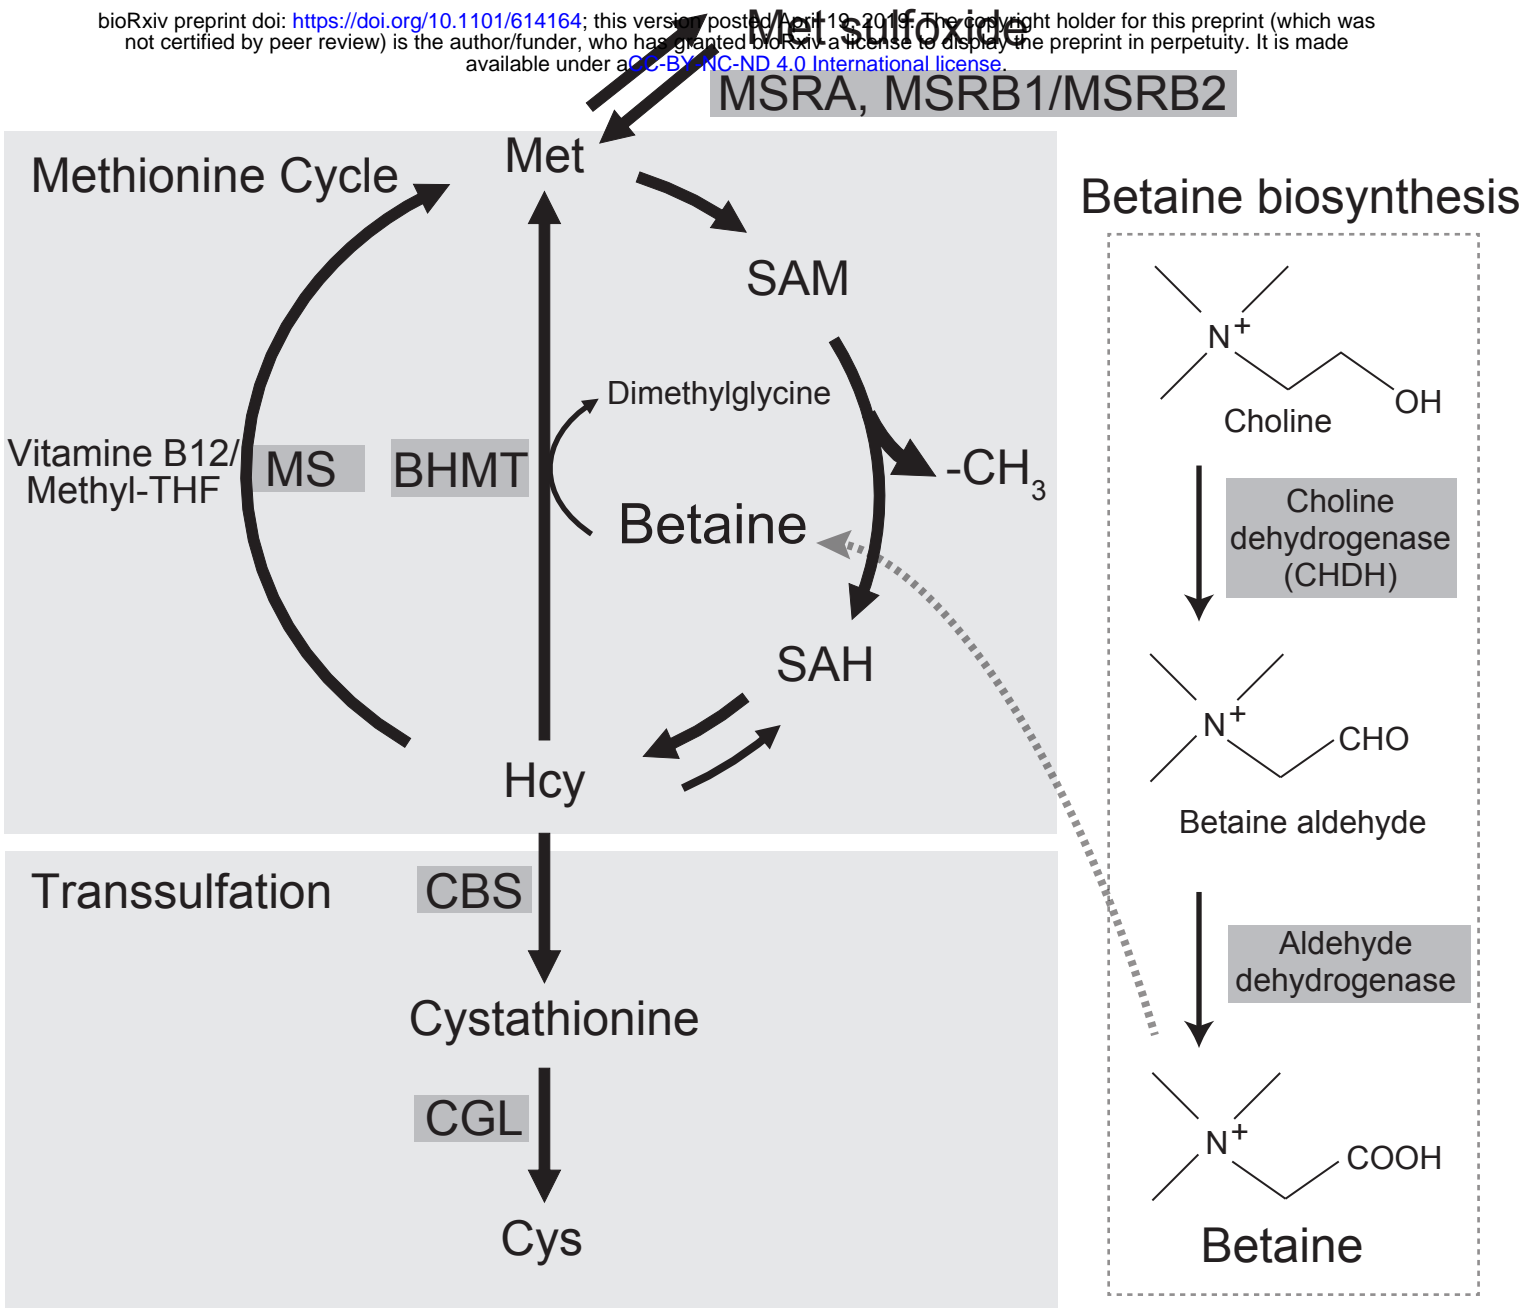 bioRxiv preprint doi: https://doi.org/10.1101/614164; this version posted April 19, 2019. The copyright holder for this preprint (which was
not certified by peer review) is the author/funder, who has granted bioRxiv a license to display the preprint in perpetuity. It is made
available under aCC-BY-NC-ND 4.0 International license.
Met sulfoxide
MSRA, MSRB1/MSRB2
Methionine Cycle
Met
SAM
Dimethylglycine
Vitamine B12/
Methyl-THF
MS
BHMT
-CH3
Betaine
SAH
Hcy
Transsulfation
CBS
Cystathionine
CGL
Cys
Betaine biosynthesis
N+
OH
Choline
Choline
dehydrogenase
(CHDH)
N+
CHO
Betaine aldehyde
Aldehyde
dehydrogenase
N+
COOH
Betaine